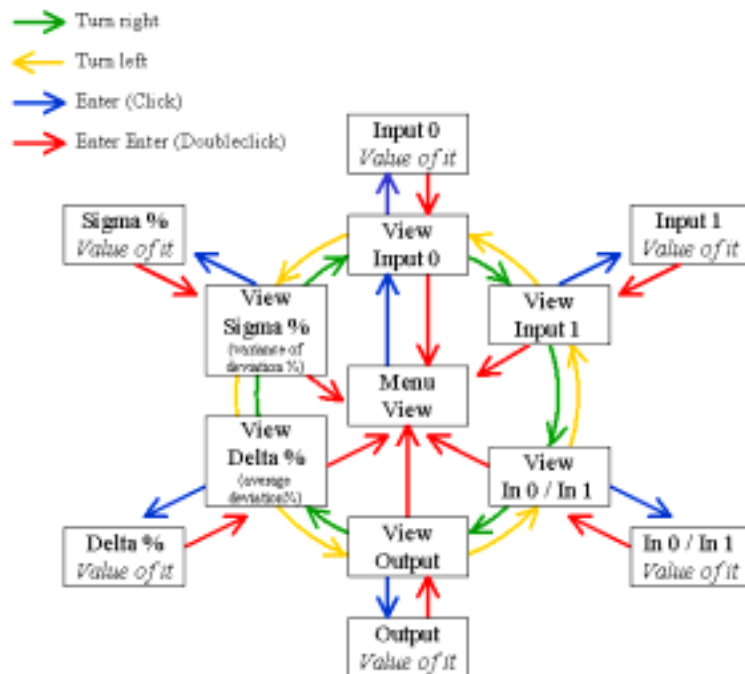 Turn right
Turn left
Enter (Click)
Enter Enter (Doubleclick)
Input 0
Value of it
Sigma %
Value of it
View
Input 0
Input 1
Value of it
View
Sigma %
(variance of
deviation %)
View
Input 1
Menu
View
View
Delta %
(average
deviation%)
View
In 0 / In 1
Delta %
Value of it
View
Output
In 0 / In 1
Value of it
Output
Value of it